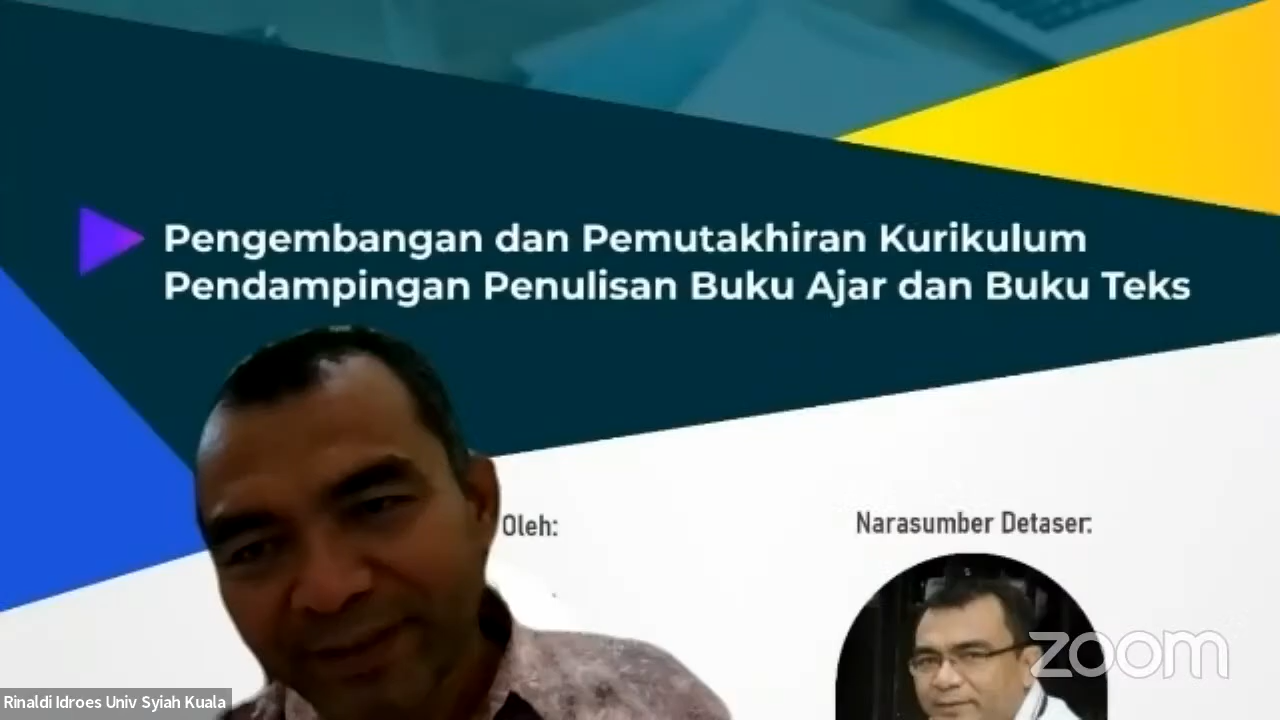 Pengembangan dan Pemutakhiran Kurikulum
Pendampingan Penulisan Buku Ajar dan Buku Teks
Oleh:
Narasumber Detaser:
zoom
Rinaldi Idroes Univ Syiah Kuala